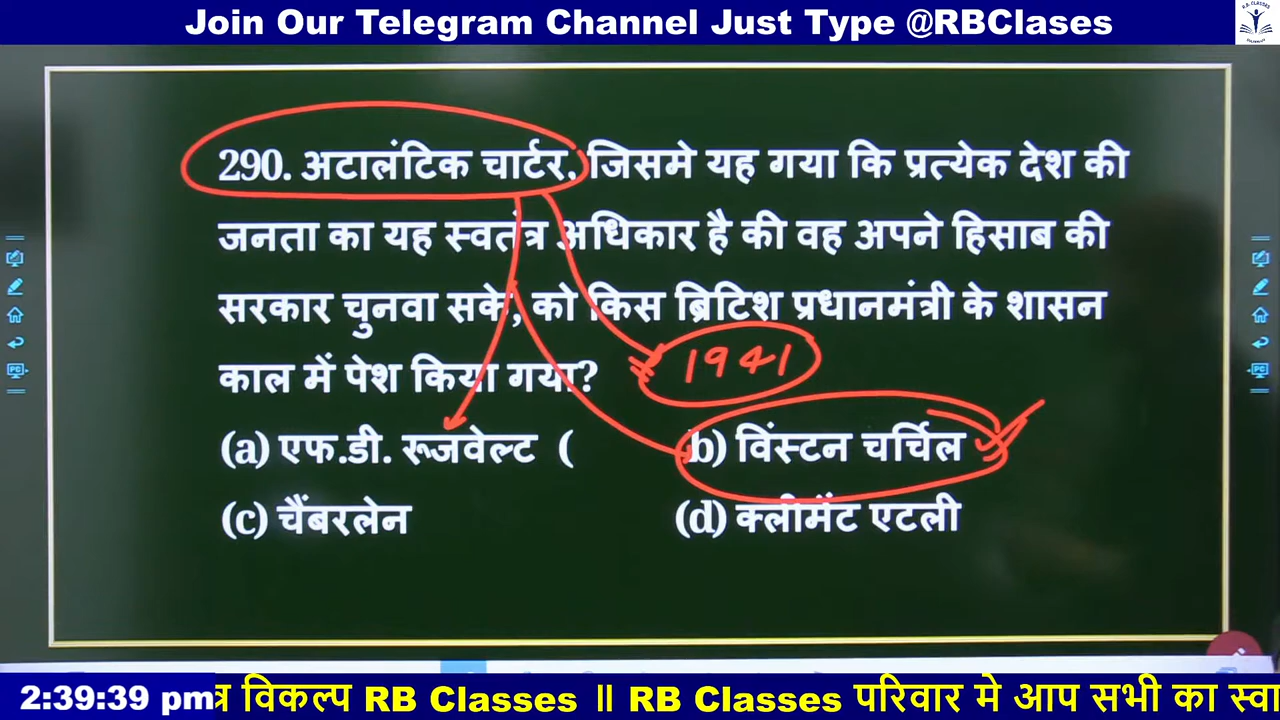 Join Our Telegram Channel Just Type @RBClases
290. अटालंटिक चार्टर, जिसमे यह गया कि प्रत्येक देश की
जनता का यह स्वतंत्र अधिकार है की वह अपने हिसाब की
सरकार चुनवा सके, को किस ब्रिटिश प्रधानमंत्री के शासन
काल में पेश किया गया?
1941
(a) एफ.डी. रूजवेल्ट (
b) विंस्टन चर्चिल
(c) चैंबरलेन
(d) क्लीमेंट एटली
2:39:39 pm
विकल्प RB Classes ॥ RB Classes परिवार मे आप सभी का स्वा